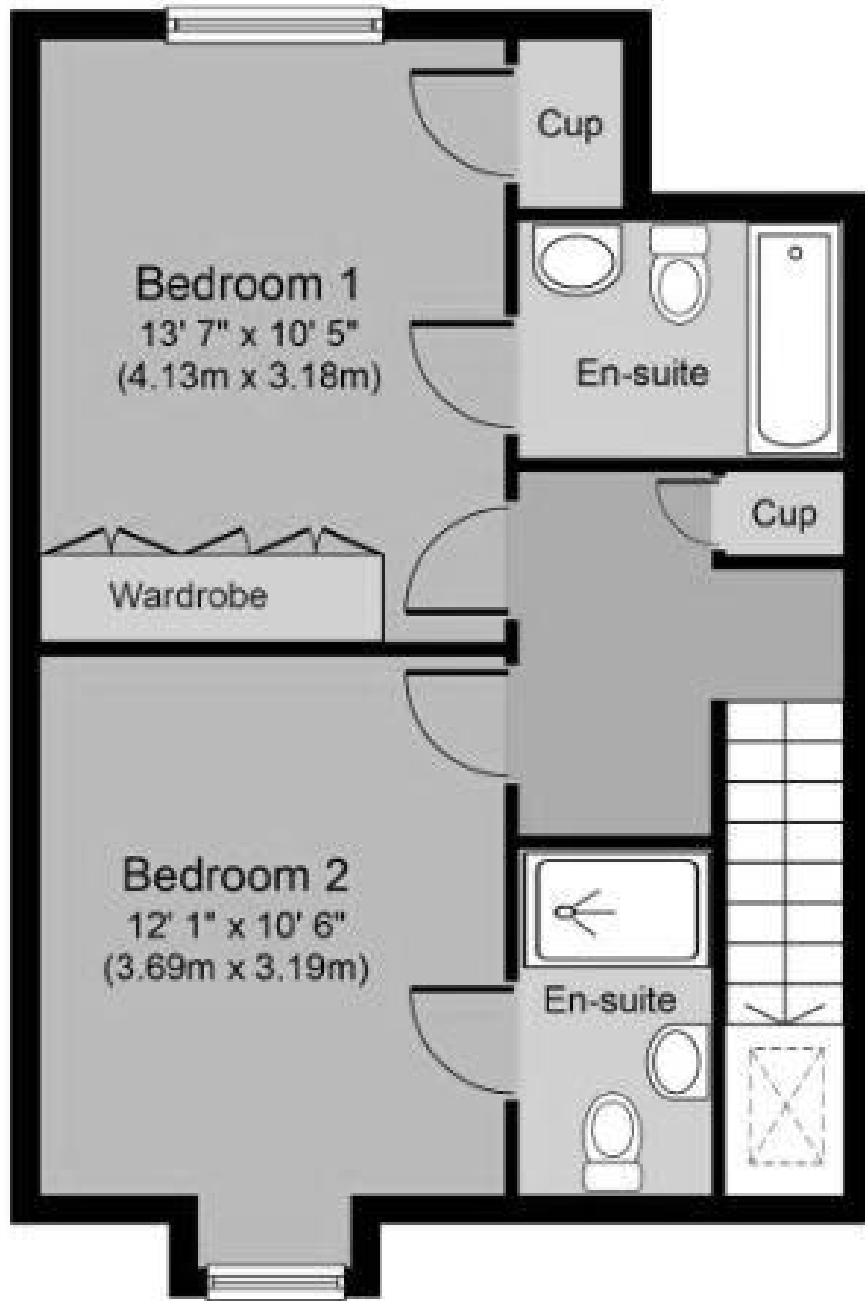 Cup
Bedroom 1
13' 7" x 10' 5"
(4.13m x 3.18m)
En-suite
Cup
Wardrobe
Bedroom 2
12' 1" x 10' 6"
(3.69m x 3.19m)
En-suite